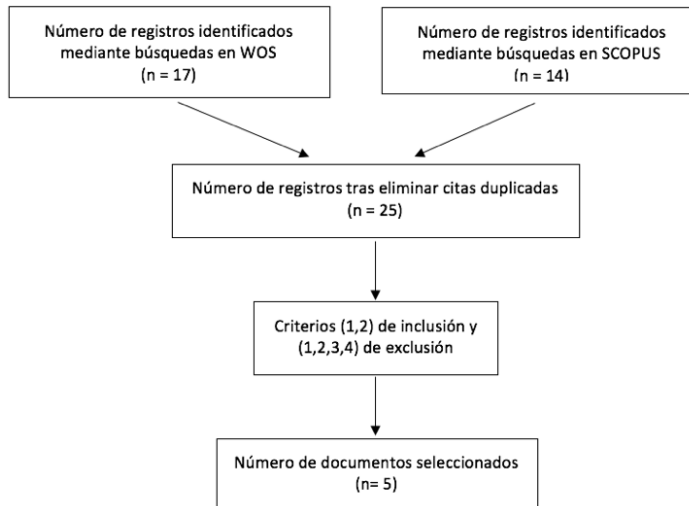 Número de registros identificados
mediante búsquedas en WOS
(n = 17)
Número de registros identificados
mediante búsquedas en SCOPUS
(n = 14)
Número de registros tras eliminar citas duplicadas
(n = 25)
Criterios (1,2) de inclusión y
(1,2,3,4) de exclusión
Número de documentos seleccionados
(n= 5)